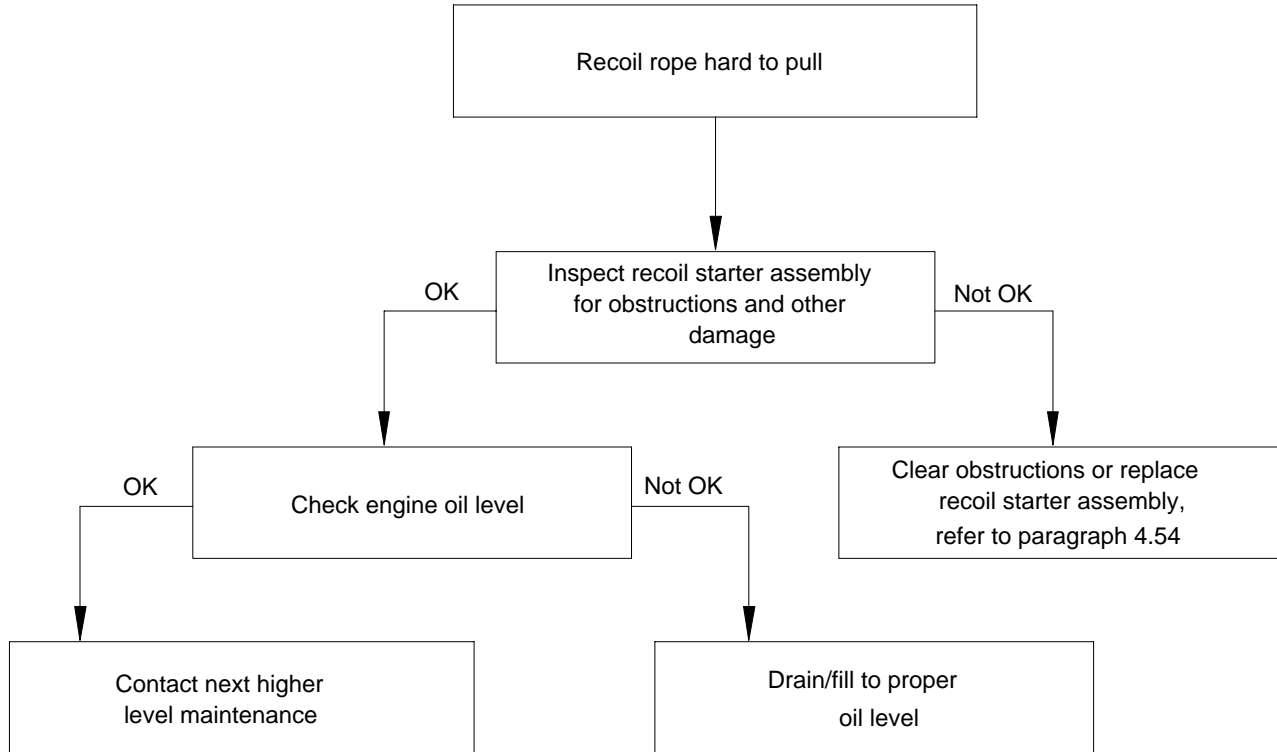 Recoil rope hard to pull
Inspect recoil starter assembly
for obstructions and other
damage
OK
Not OK
Check engine oil level
OK
Not OK
Clear obstructions or replace
recoil starter assembly,
refer to paragraph 4.54
Contact next higher
level maintenance
Drain/fill to proper
oil level